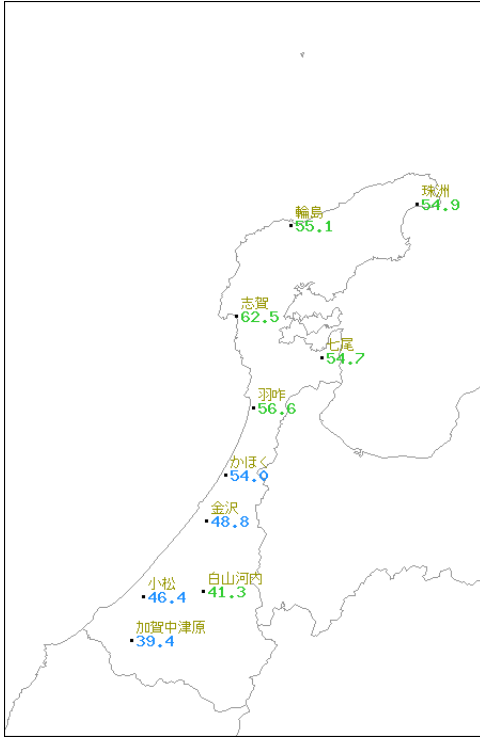 珠洲
54.9
輪島
55.1
志賀
62.5
七尾
54.7
羽咋
56.6
かほく
54.0
金沢
48.8
白山河内
41.3
小松
46.4
加賀中津原
39.4